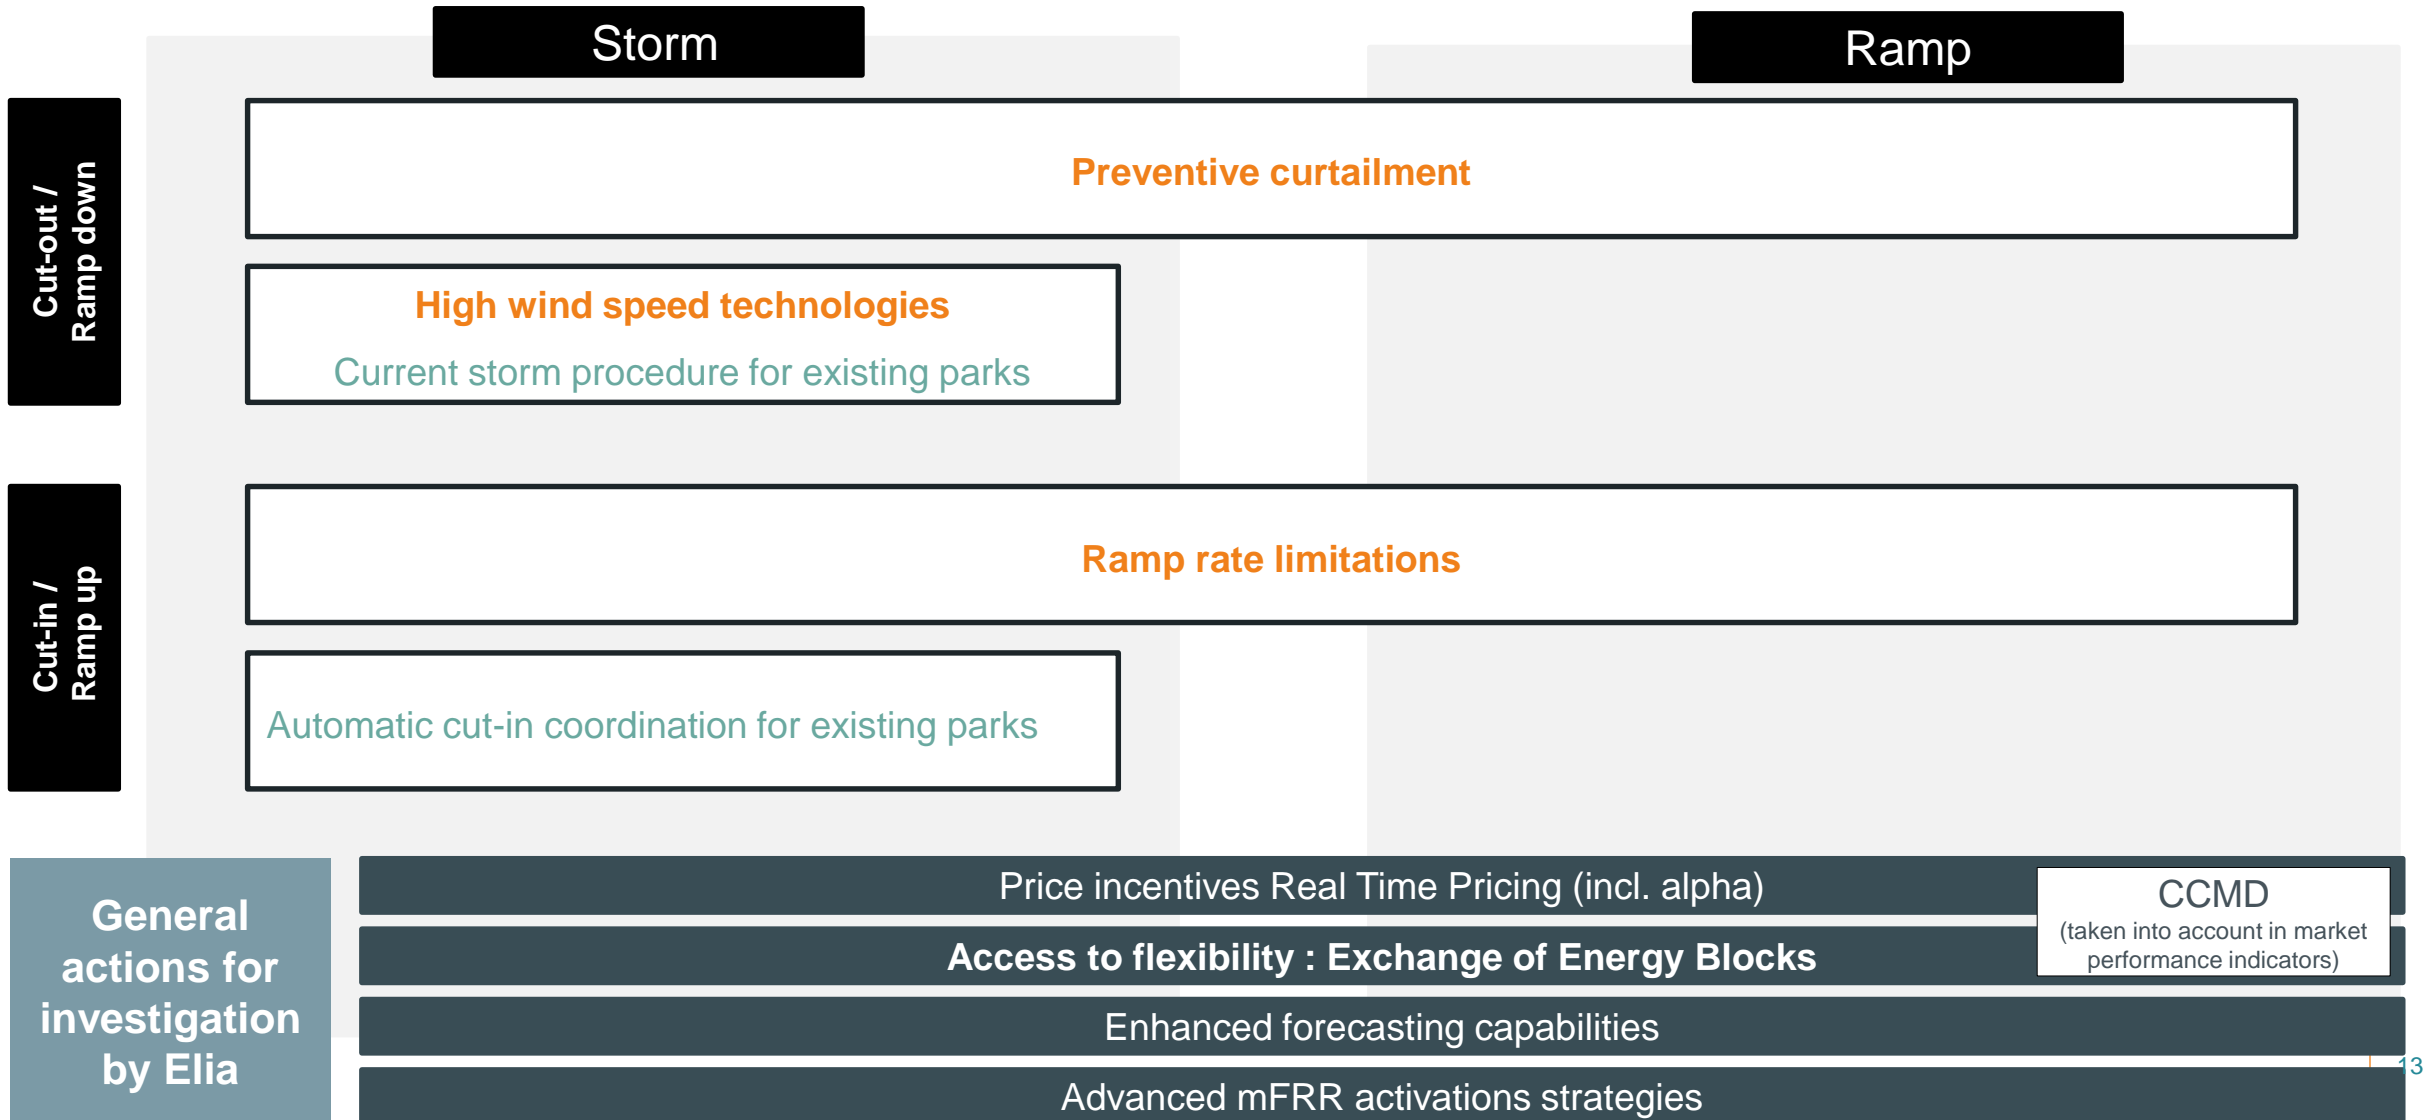 Storm
Ramp
Cut-out /
Ramp down
Preventive curtailment
High wind speed technologies
Current storm procedure for existing parks
Cut-in /
Ramp up
Ramp rate limitations
Automatic cut-in coordination for existing parks
General
actions for
investigation
by Elia
Price incentives Real Time Pricing (incl. alpha)
Access to flexibility : Exchange of Energy Blocks
CCMD
(taken into account in market
performance indicators)
Enhanced forecasting capabilities
Advanced mFRR activations strategies
13